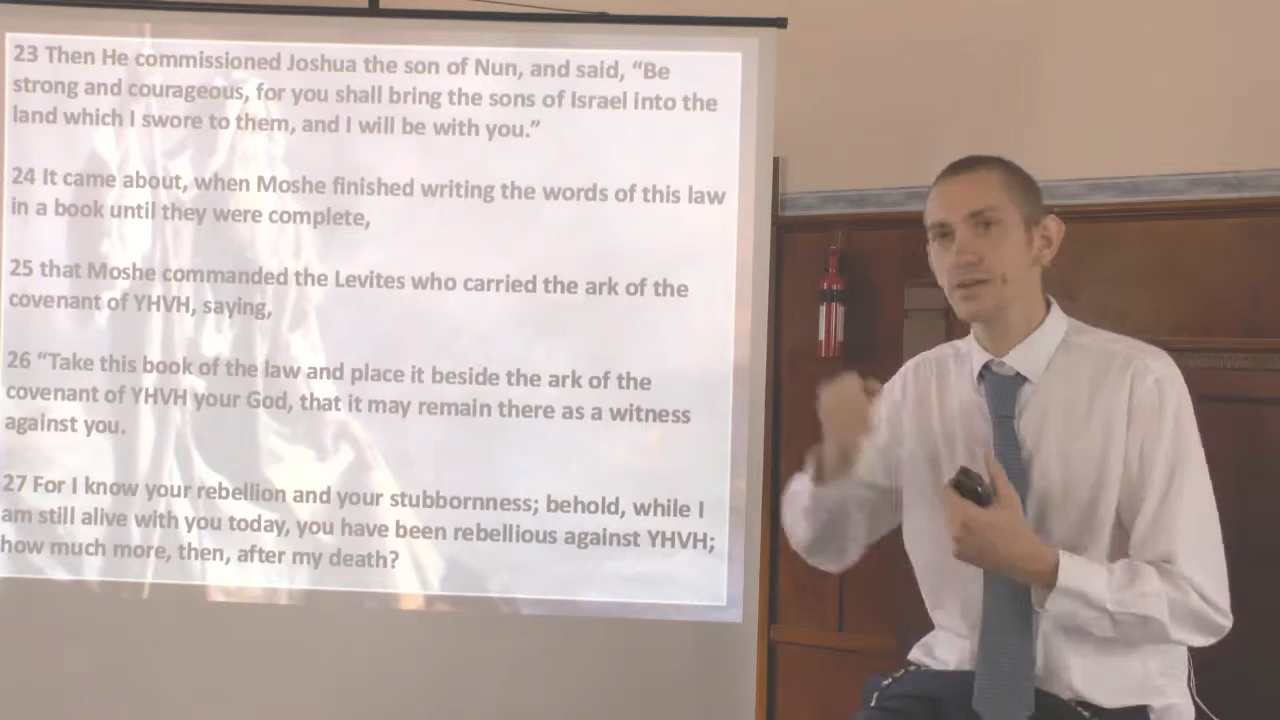 23 Then He commissioned Joshua the son of Nun, and said, “Be
strong and courageous, for you shall bring the sons of Israel into the
land which I swore to them, and I will be with you.”
24 It came about, when Moshe finished writing the words of this law
in a book until they were complete,
25 that Moshe commanded the Levites who carried the ark of the
covenant of YHVH, saying,
26 “Take this book of the law and place it beside the ark of the
covenant of YHVH your God, that it may remain there as a witness
against you.
27 For I know your rebellion and your stubbornness; behold, while I
am still alive with you today, you have been rebellious against YHVH;
how much more, then, after my death?